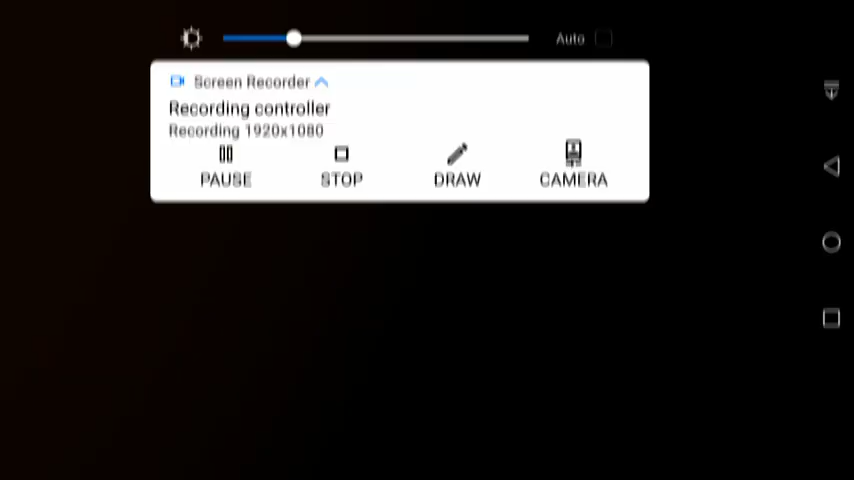 Auto
Screen Recorder
Recording controller
Recording 1920x1080
PAUSE STOP DRAW CAMERA